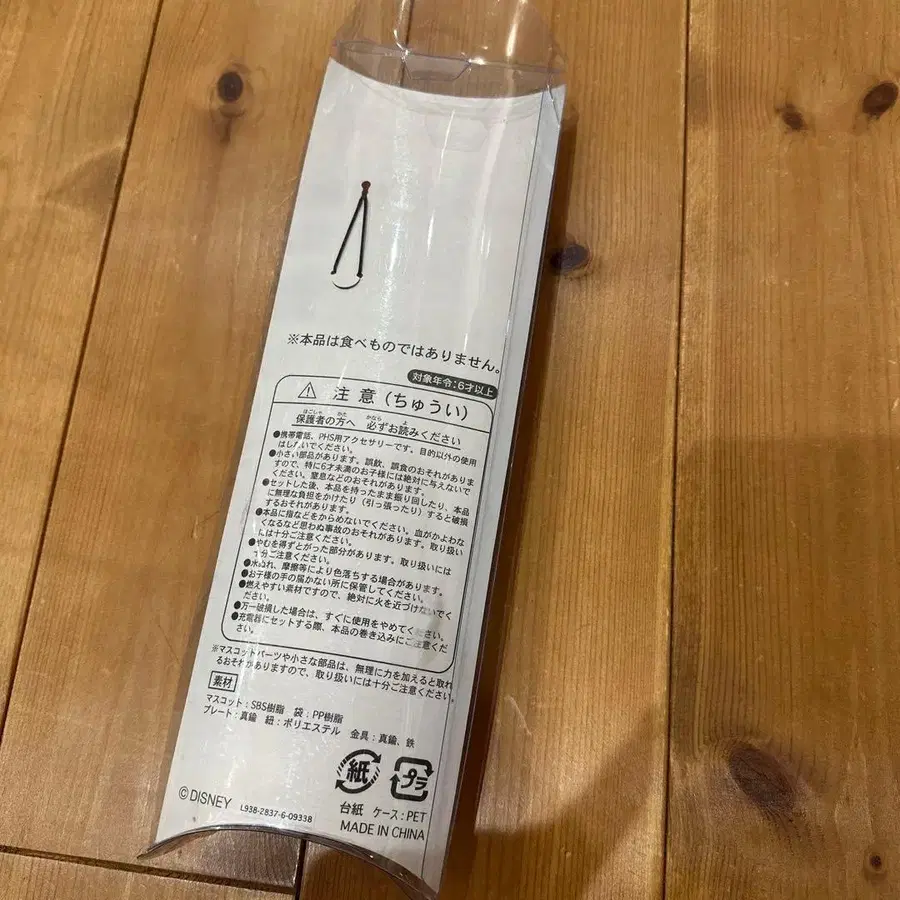 ※本品は食べものではありません。
対象年令:6才以上
⚠ 注意(ちゅうい)
保護者の方へ 必ずお読みください
●携帯電話、PHS用アクセサリーです。目的以外の使用
はしないでください。
●小さい部品があります。誤飲、誤食のおそれがありま
すので、特に6才未満のお子様には絶対に与えないで
ください。窒息などのおそれがあります。
●セットした後、本品を持ったまま振り回したり、本品
に無理な負担をかけたり(引っ張ったり)すると破損
するおそれがあります。
●本品に指などをからめないでください。血がかよわな
くなるなど思わぬ事故のおそれがあります。取り扱い
には十分ご注意ください。
●やむを得ずとがった部分があります。取り扱いには
十分ご注意ください。
●水ぬれ、摩擦等により色落ちする場合があります。
●お子様の手の届かない所に保管してください。
●燃えやすい素材ですので、絶対に火を近づけないでく
ださい。
●万一破損した場合は、すぐに使用をやめてください。
●充電器にセットする際、本品の巻き込みにご注意くだ
さい。
※マスコットパーツや小さな部品は、無理に力を加えると取れ
るおそれがありますので、取り扱いには十分ご注意ください。
素材
マスコット:SBS樹脂 袋:PP樹脂
プレート:真鍮 紐:ポリエステル 金具:真鍮、鉄
紙 プラ
台紙 ケース:PET
©DISNEY L938-2837-6-09338 MADE IN CHINA